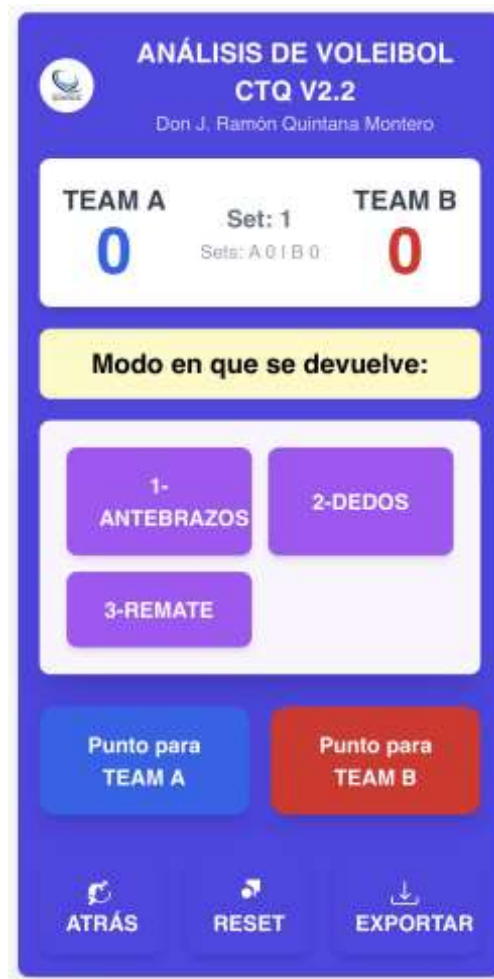 ANÁLISIS DE VOLEIBOL
CTQ V2.2
Don J. Ramón Quintana Montero
TEAM A
0
Set: 1
Sets: A 0 | B 0
TEAM B
0
Modo en que se devuelve:
1-
ANTEBRAZOS
2-DEDOS
3-REMATE
Punto para
TEAM A
Punto para
TEAM B
ATRÁS
RESET
EXPORTAR